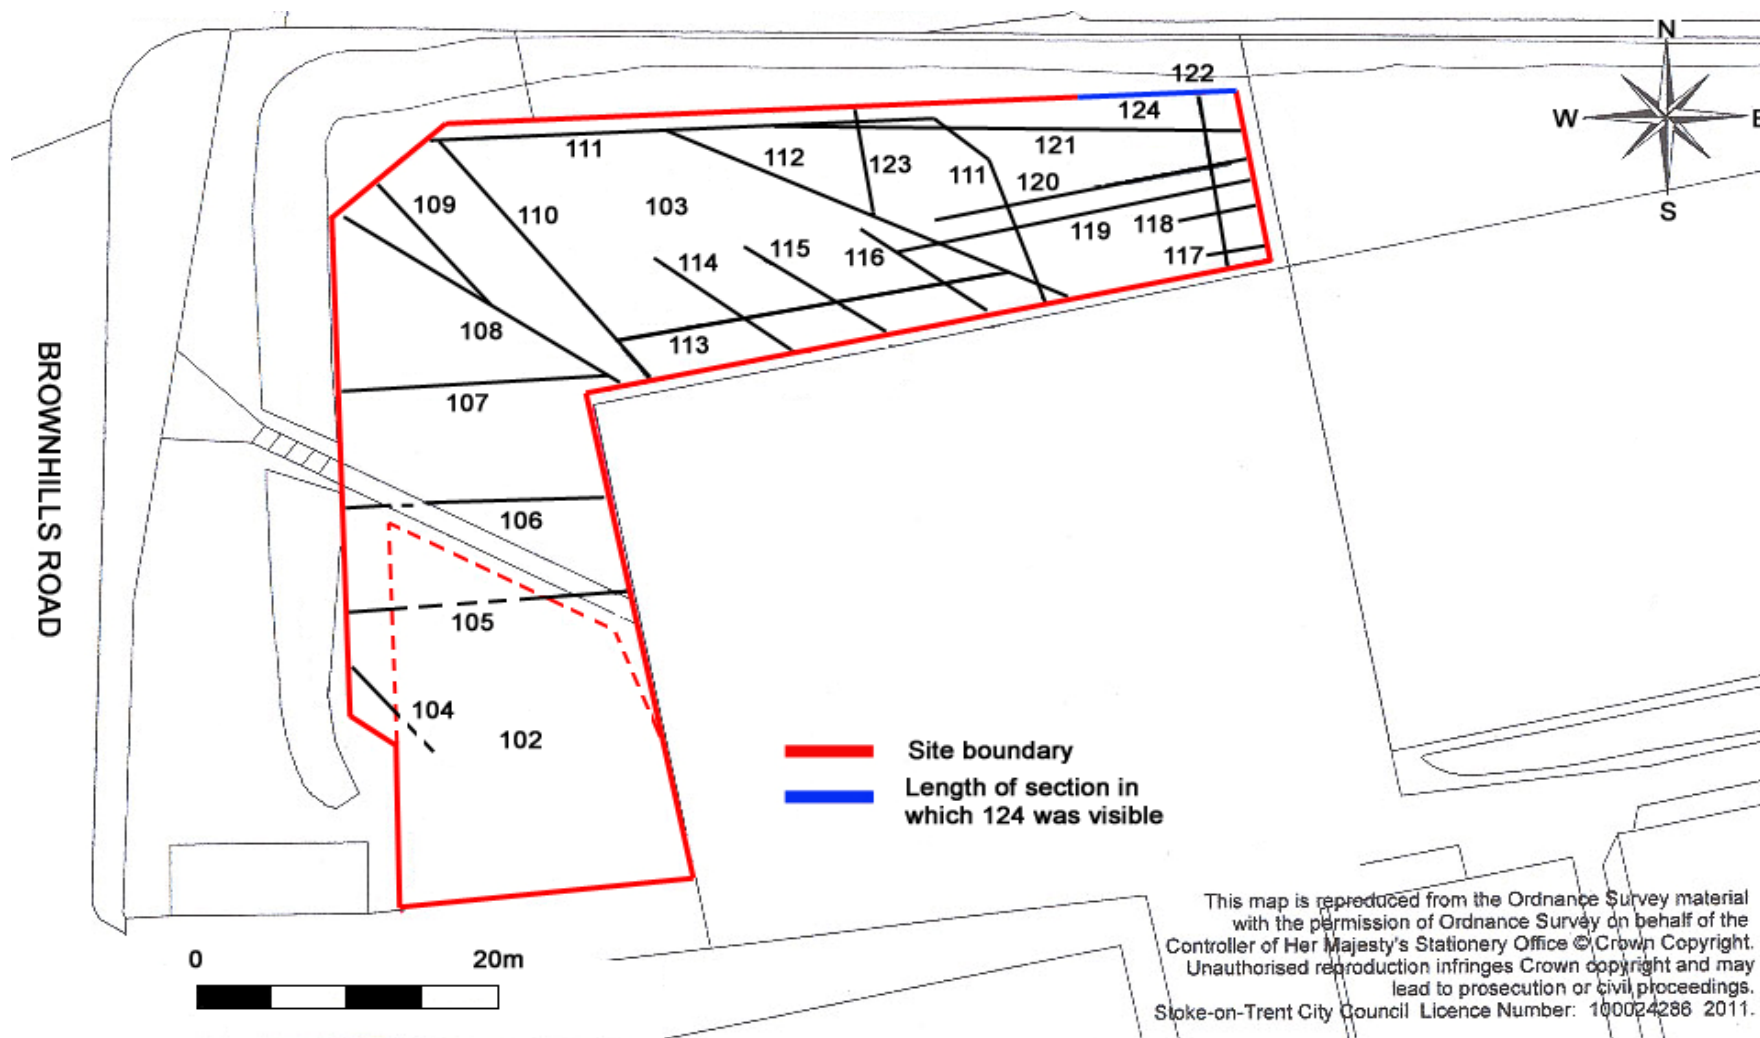 N
122
W
E
124
111
112
123
121
111
120
109
110
103
S
118
119
114
115
116
117
108
113
107
BROWNHILLS ROAD
106
105
104
102
Site boundary
Length of section in
which 124 was visible
This map is reproduced from the Ordnance Survey material
with the permission of Ordnance Survey on behalf of the
Controller of Her Majesty's Stationery Office © Crown Copyright.
Unauthorised reproduction infringes Crown copyright and may
lead to prosecution or civil proceedings.
Stoke-on-Trent City Council Licence Number: 100024286 2011.
0
20m